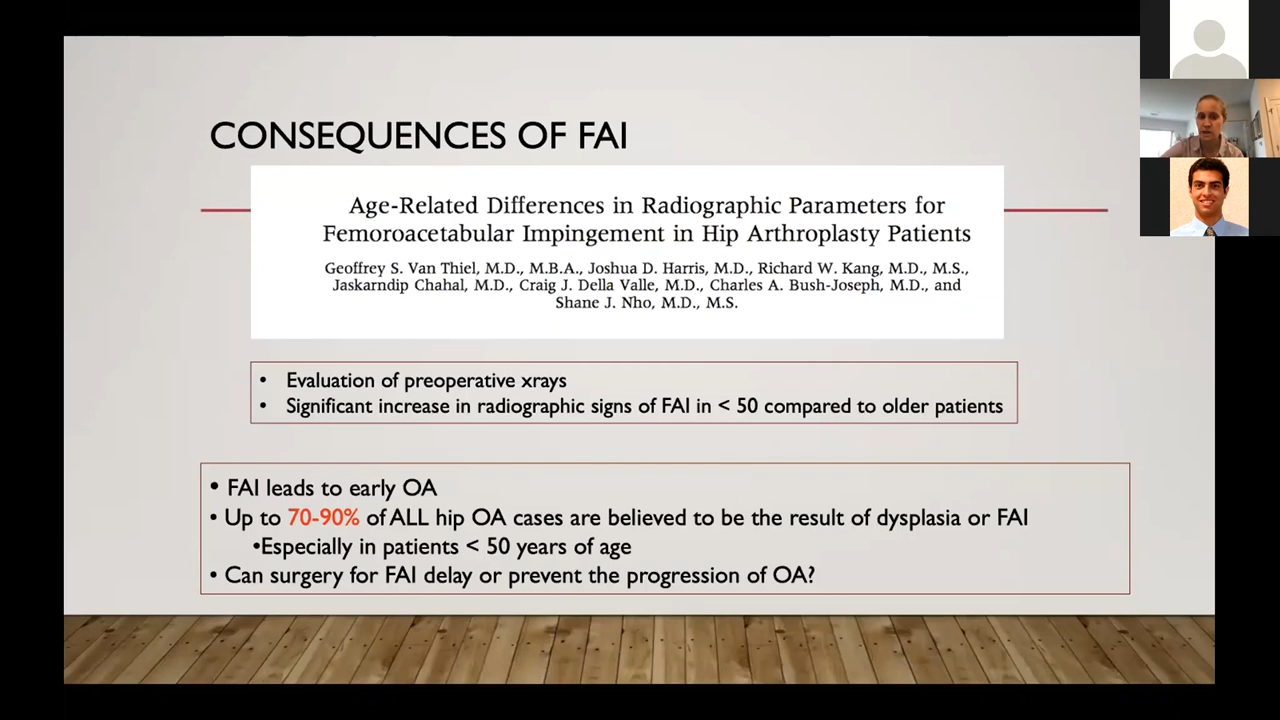 CONSEQUENCES OF FAI
Age-Related Differences in Radiographic Parameters for
Femoroacetabular Impingement in Hip Arthroplasty Patients
Geoffrey S. Van Thiel, M.D., M.B.A., Joshua D. Harris, M.D., Richard W. Kang, M.D., M.S.,
Jaskarndip Chahal, M.D., Craig J. Della Valle, M.D., Charles A. Bush-Joseph, M.D., and
Shane J. Nho, M.D., M.S.
• Evaluation of preoperative xrays
• Significant increase in radiographic signs of FAI in < 50 compared to older patients
• FAI leads to early OA
• Up to 70-90% of ALL hip OA cases are believed to be the result of dysplasia or FAI
•Especially in patients < 50 years of age
• Can surgery for FAI delay or prevent the progression of OA?